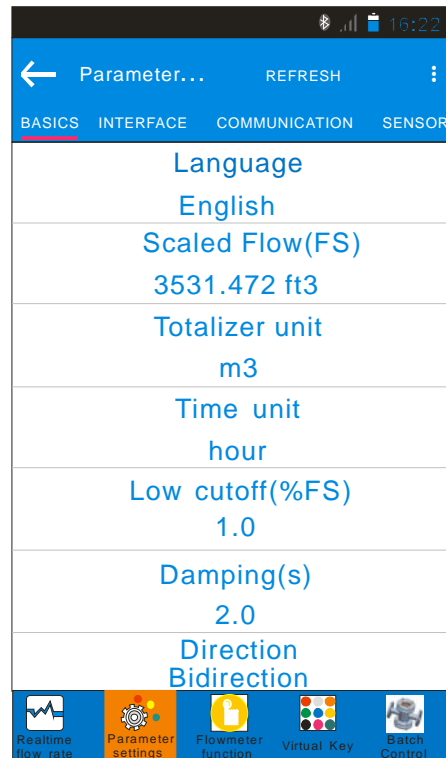 16:22
Parameter... REFRESH
BASICS INTERFACE COMMUNICATION SENSOR
Language
English
Scaled Flow(FS)
3531.472 ft3
Totalizer unit
m3
Time unit
hour
Low cutoff(%FS)
1.0
Damping(s)
2.0
Direction
Bidirection
Realtime flow rate
Parameter settings
Flowmeter function
Virtual Key
Batch Control